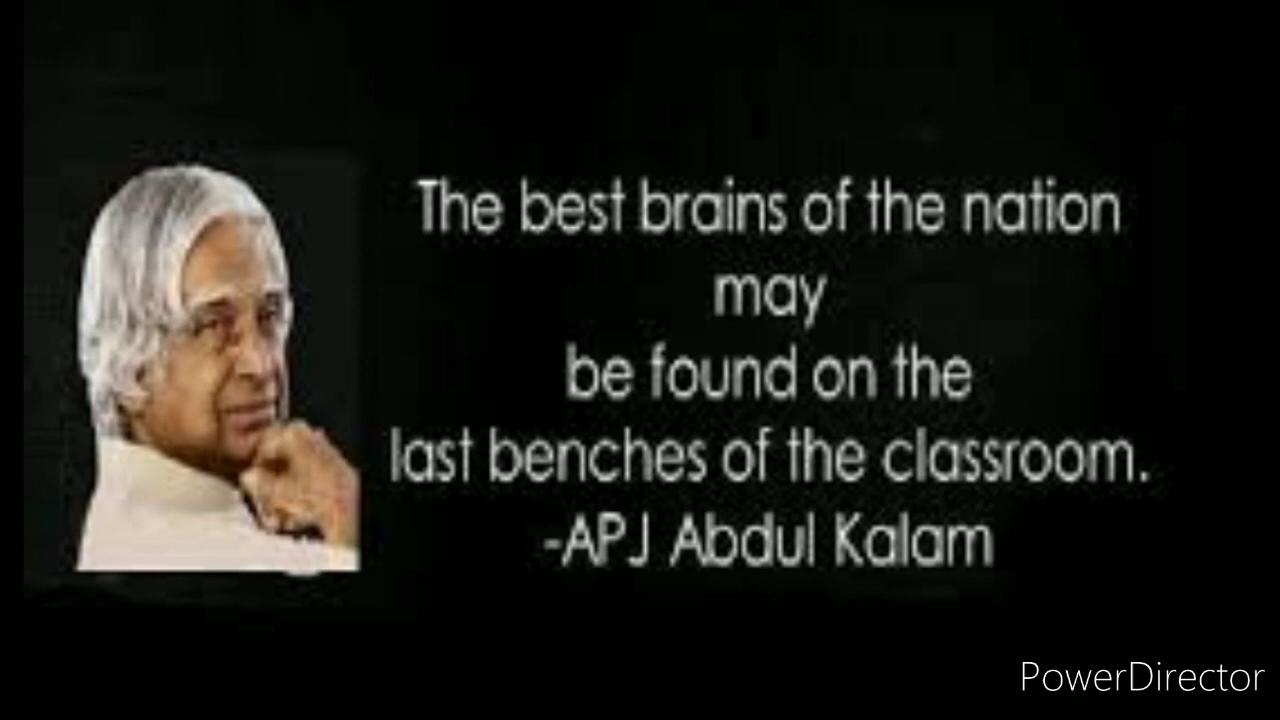 The best brains of the nation
may
be found on the
last benches of the classroom.
-APJ Abdul Kalam
PowerDirector